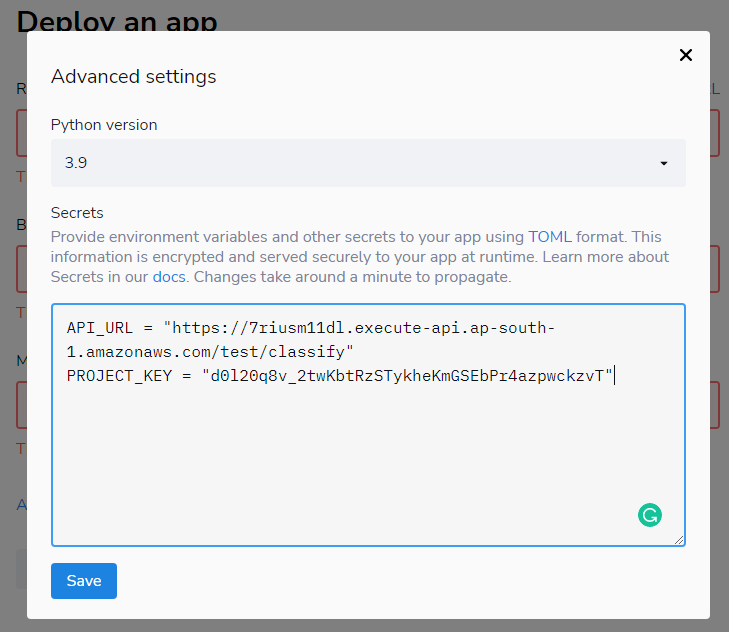 Deploy an app
Advanced settings
Python version
3.9
Secrets
Provide environment variables and other secrets to your app using TOML format. This
information is encrypted and served securely to your app at runtime. Learn more about
Secrets in our docs. Changes take around a minute to propagate.
API_URL = "https://7riusm11dl.execute-api.ap-south-
1.amazonaws.com/test/classify"
PROJECT_KEY = "d0l20q8v_2twKbtRzSTykheKmGSEbPr4azpwckzvT"
Save